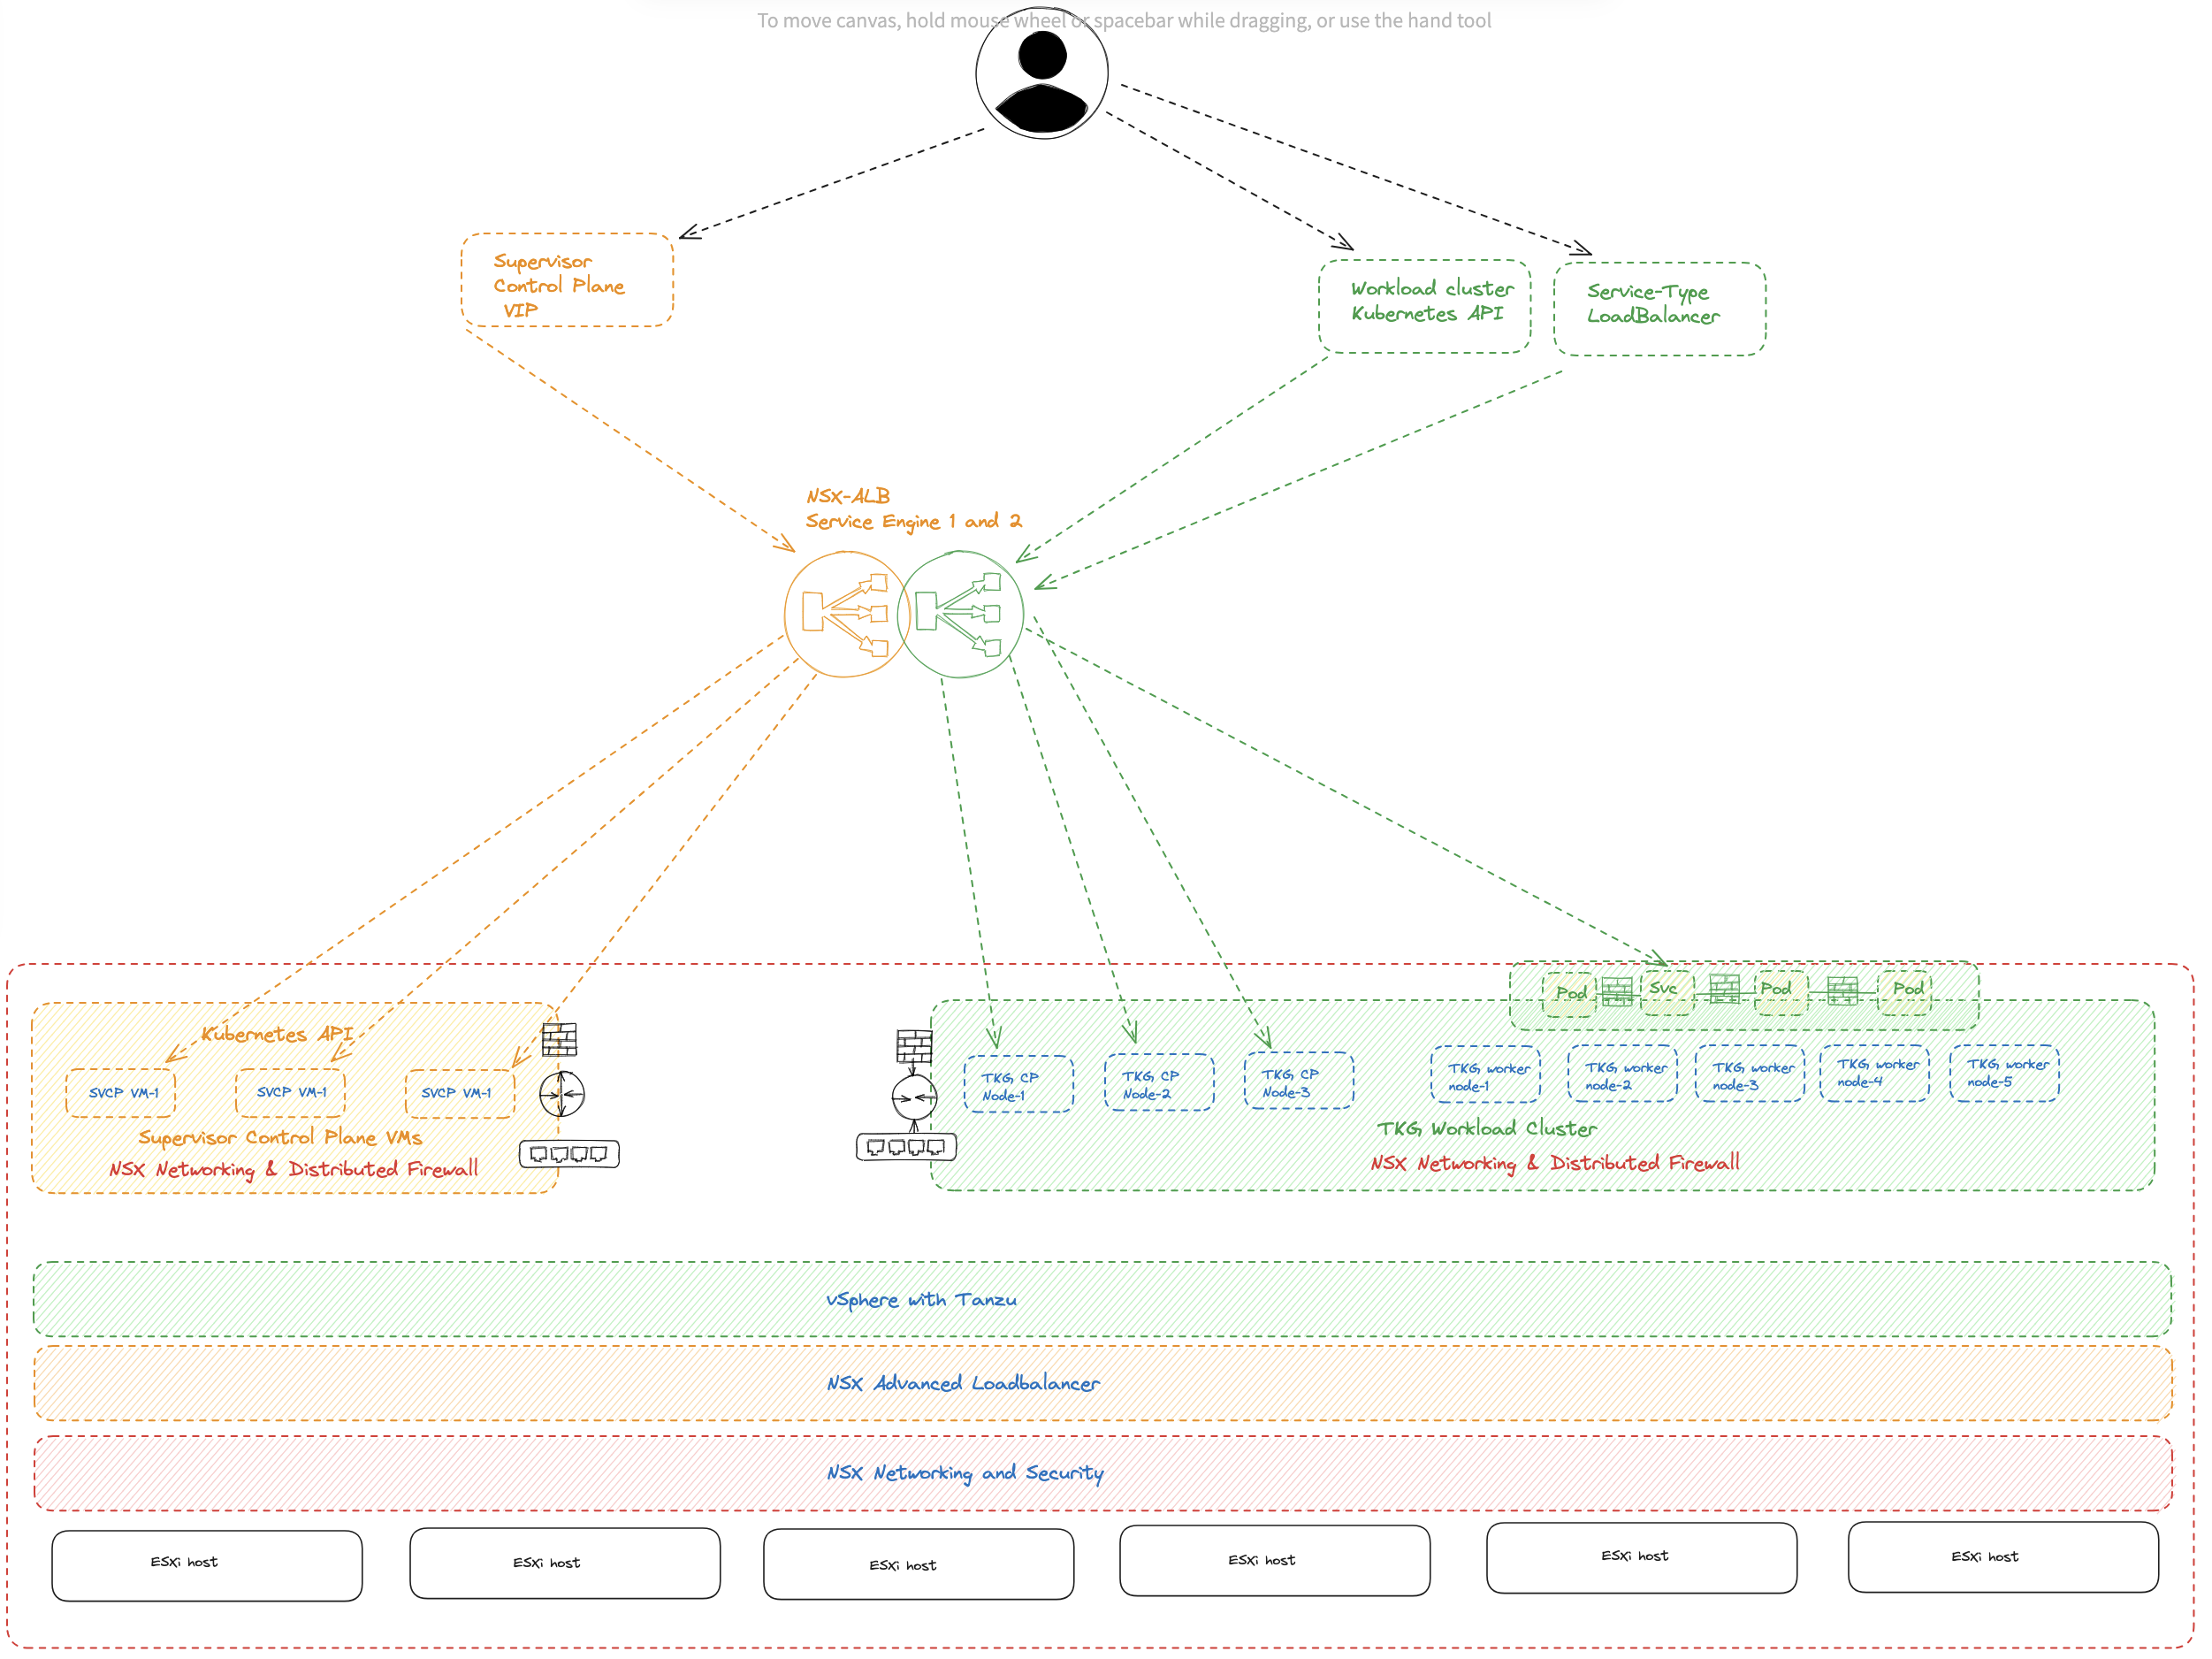 To move canvas, hold mouse wheel or spacebar while dragging, or use the hand tool
Supervisor
Control Plane
VIP
Workload cluster
Kubernetes API
Service-Type
LoadBalancer
NSX-ALB
Service Engine 1 and 2
Pod
Svc
Pod
Pod
Kubernetes API
SVCP VM-1
SVCP VM-1
SVCP VM-1
Supervisor Control Plane VMs
NSX Networking & Distributed Firewall
TKG CP
Node-1
TKG CP
Node-2
TKG CP
Node-3
TKG worker
node-1
TKG worker
node-2
TKG worker
node-3
TKG worker
node-4
TKG worker
node-5
TKG Workload Cluster
NSX Networking & Distributed Firewall
vSphere with Tanzu
NSX Advanced Loadbalancer
NSX Networking and Security
ESXi host
ESXi host
ESXi host
ESXi host
ESXi host
ESXi host